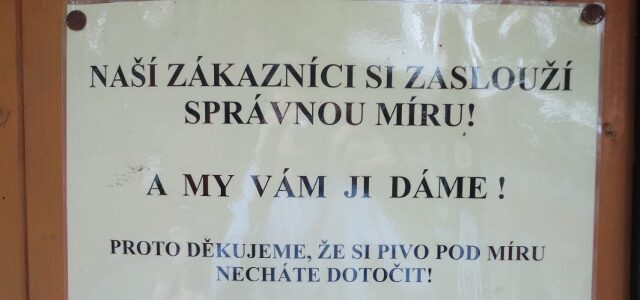 NAŠÍ ZÁKAZNÍCI SI ZASLOUŽÍ
SPRÁVNOU MÍRU!
A MY VÁM JI DÁME !
PROTO DĚKUJEME, ŽE SI PIVO POD MÍRU
NECHÁTE DOTOČIT!